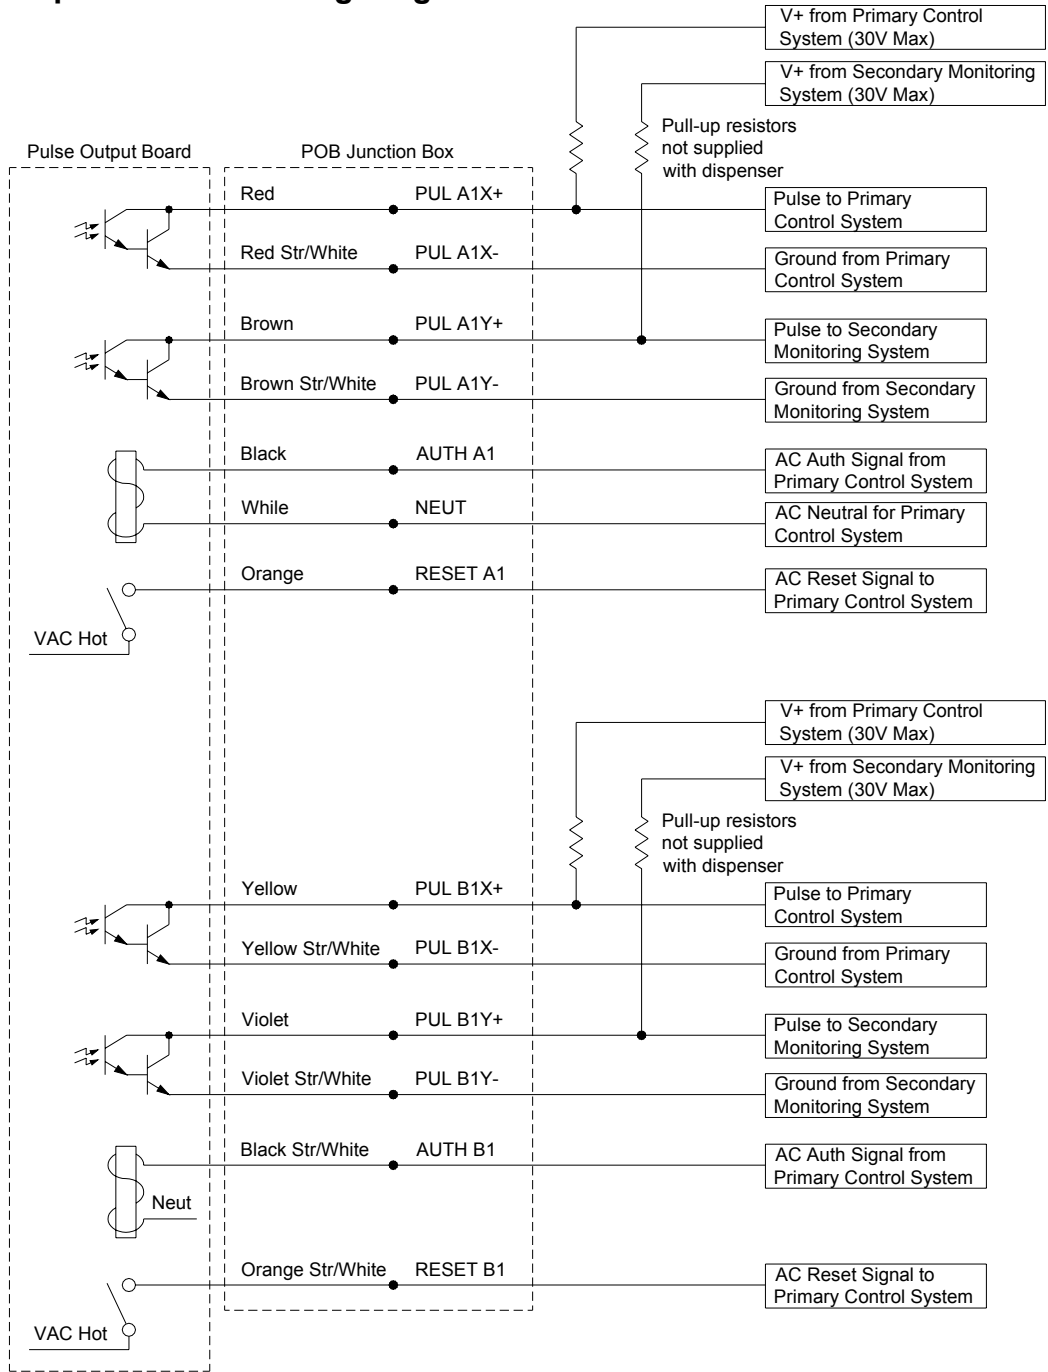 V+ from Primary Control
System (30V Max)
V+ from Secondary Monitoring
System (30V Max)
Pull-up resistors
not supplied
with dispenser
Pulse Output Board
POB Junction Box
Red
PUL A1X+
Pulse to Primary
Control System
Red Str/White
PUL A1X-
Ground from Primary
Control System
Brown
PUL A1Y+
Pulse to Secondary
Monitoring System
Brown Str/White
PUL A1Y-
Ground from Secondary
Monitoring System
Black
AUTH A1
AC Auth Signal from
Primary Control System
While
NEUT
AC Neutral for Primary
Control System
Orange
RESET A1
AC Reset Signal to
Primary Control System
VAC Hot
V+ from Primary Control
System (30V Max)
V+ from Secondary Monitoring
System (30V Max)
Pull-up resistors
not supplied
with dispenser
Yellow
PUL B1X+
Pulse to Primary
Control System
Yellow Str/White
PUL B1X-
Ground from Primary
Control System
Violet
PUL B1Y+
Pulse to Secondary
Monitoring System
Violet Str/White
PUL B1Y-
Ground from Secondary
Monitoring System
Black Str/White
AUTH B1
AC Auth Signal from
Primary Control System
Neut
Orange Str/White
RESET B1
AC Reset Signal to
Primary Control System
VAC Hot